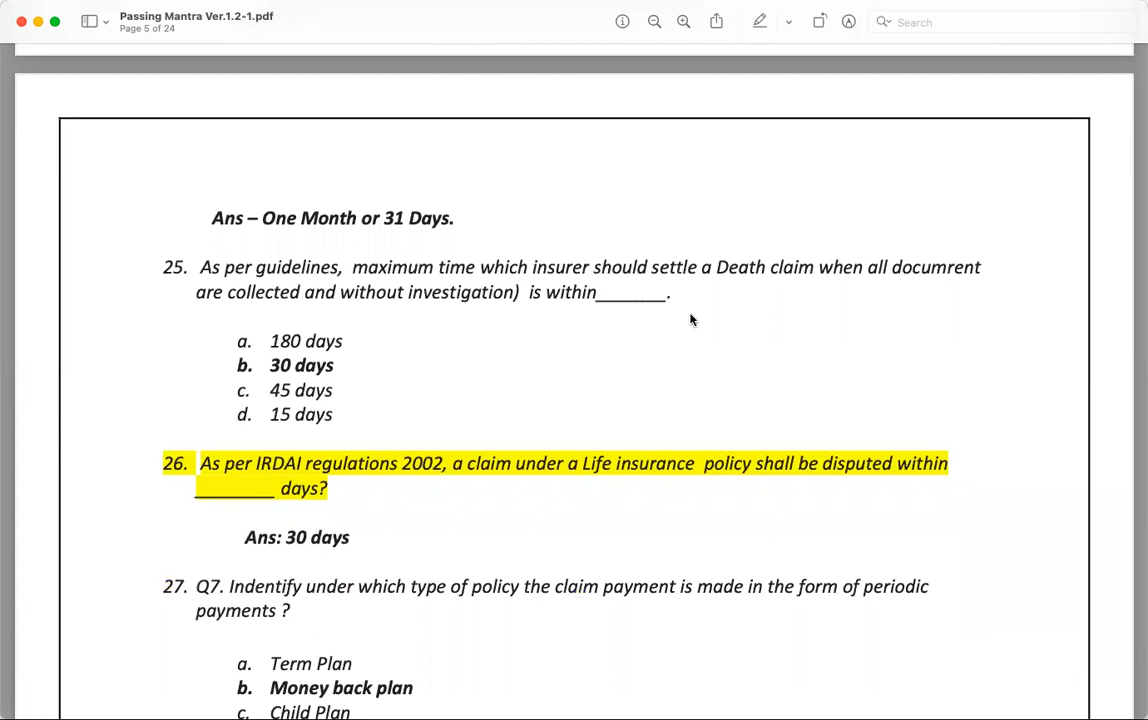 Passing Mantra Ver.1.2-1.pdf
Page 5 of 24
Search
Ans – One Month or 31 Days.
25. As per guidelines, maximum time which insurer should settle a Death claim when all documrent
are collected and without investigation) is within_______.
a. 180 days
b. 30 days
c. 45 days
d. 15 days
26. As per IRDAI regulations 2002, a claim under a Life insurance policy shall be disputed within
________ days?
Ans: 30 days
27. Q7. Indentify under which type of policy the claim payment is made in the form of periodic
payments ?
a. Term Plan
b. Money back plan
c. Child Plan